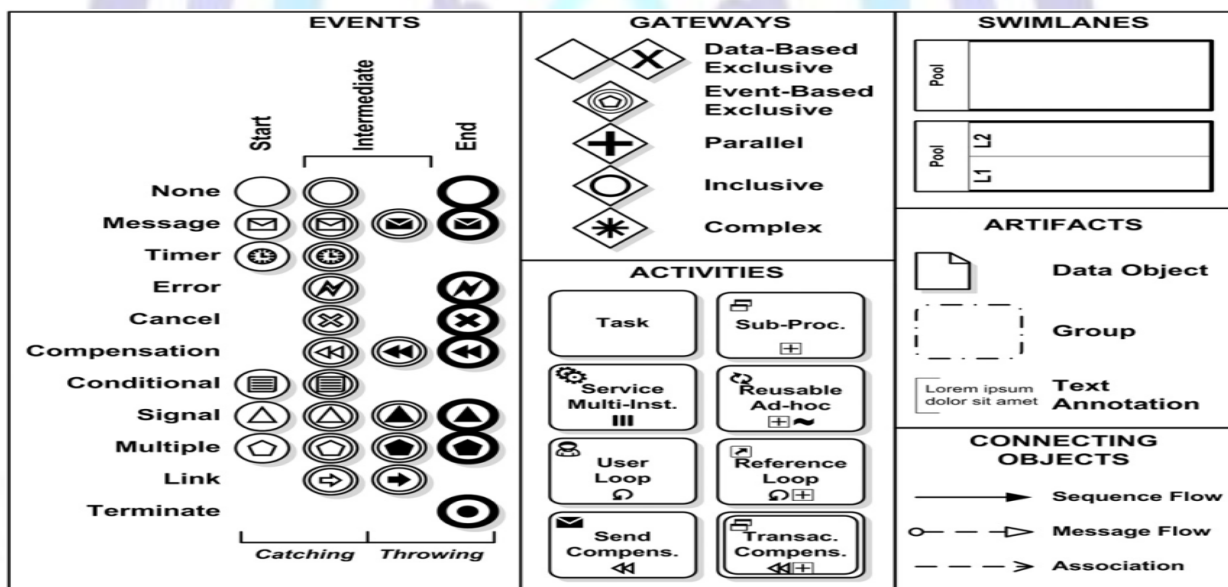 EVENTS
Start
Intermediate
End
None
Message
Timer
Error
Cancel
Compensation
Conditional
Signal
Multiple
Link
Terminate
Catching
Throwing
GATEWAYS
Data-Based
Exclusive
Event-Based
Exclusive
Parallel
Inclusive
Complex
ACTIVITIES
Task
Sub-Proc.
Service
Multi-Inst.
Reusable
Ad-hoc
User
Loop
Reference
Loop
Send
Compens.
Transac.
Compens.
SWIMLANES
Pool
Pool
L2
L1
ARTIFACTS
Data Object
Group
Lorem ipsum
dolor sit amet
Text
Annotation
CONNECTING
OBJECTS
Sequence Flow
Message Flow
Association